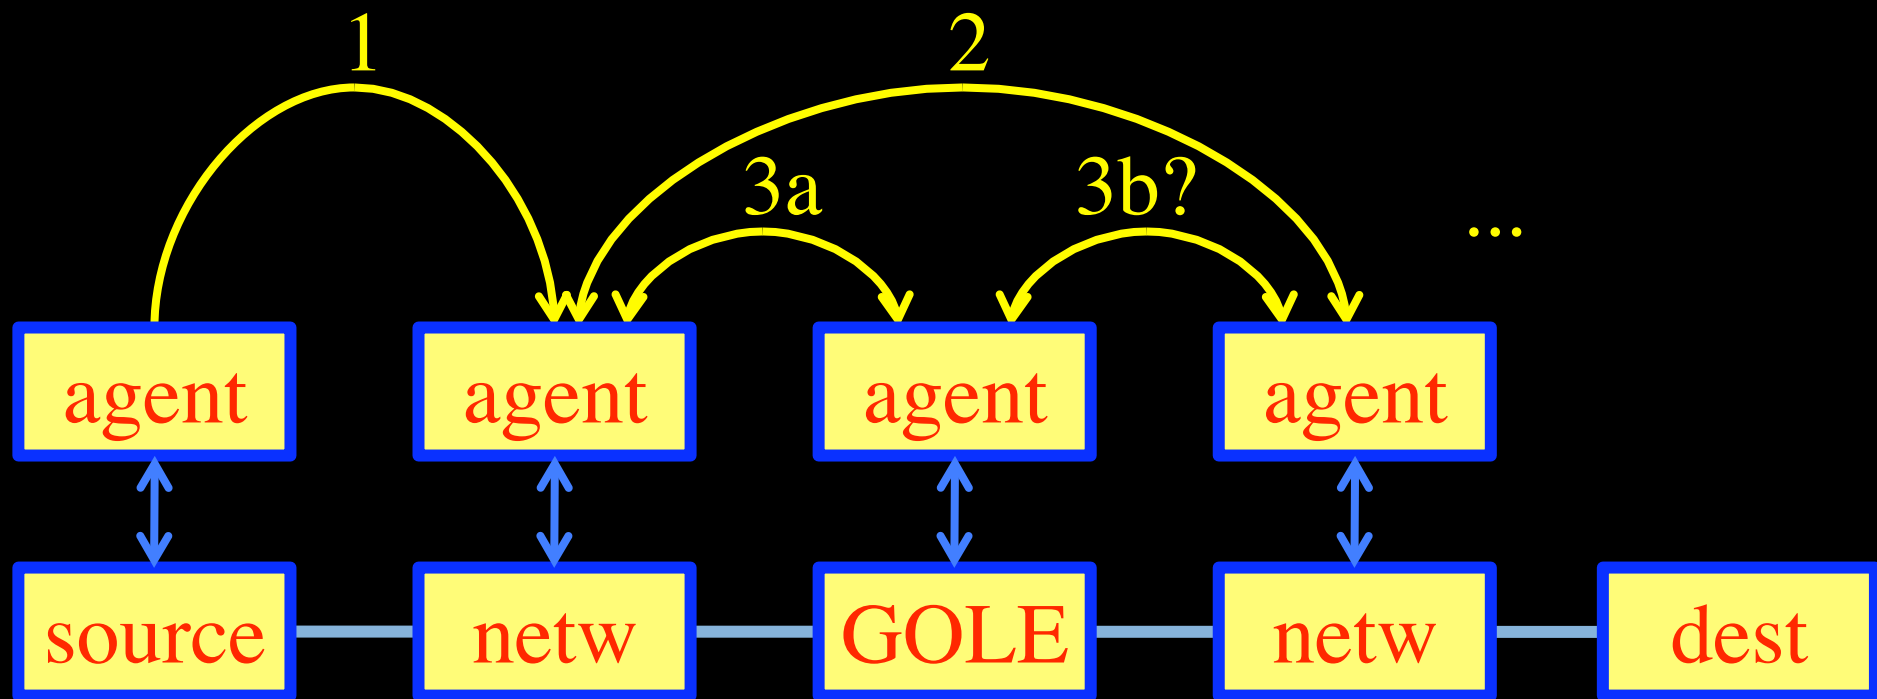 1 2
3a 3b?
...
agent agent agent agent
source netw GOLE netw dest